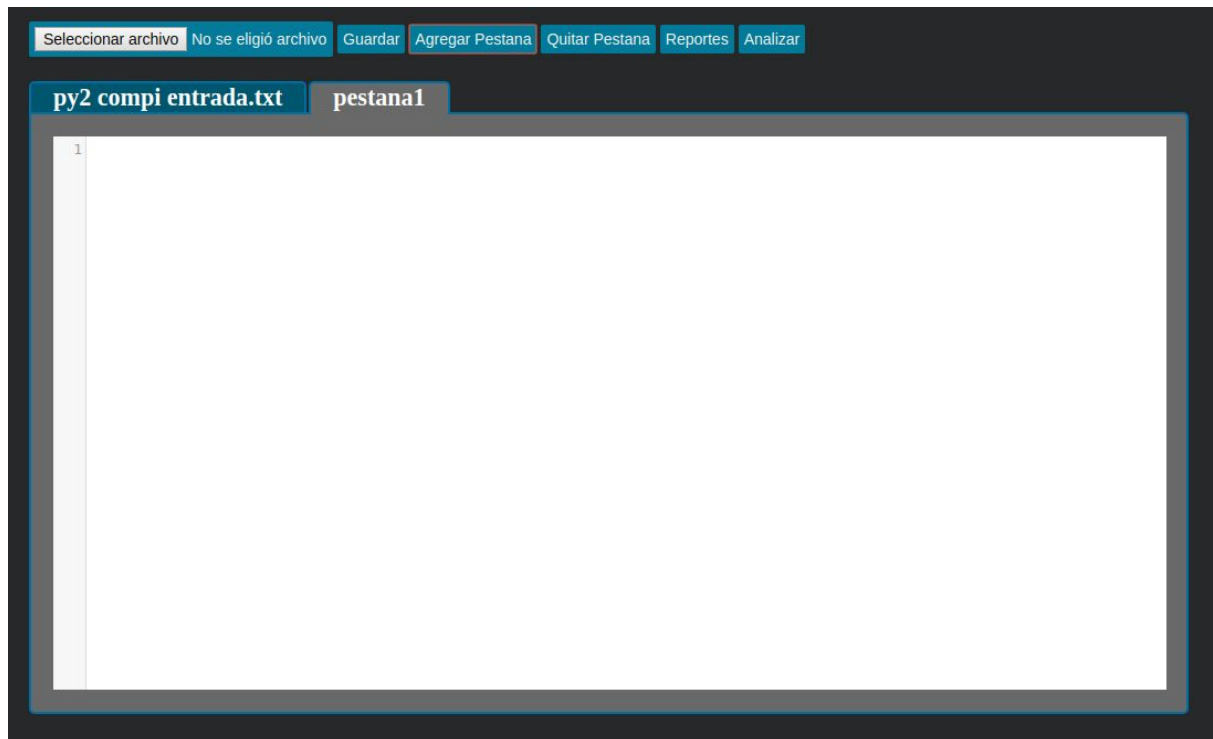 Seleccionar archivo No se eligió archivo Guardar Agregar Pestana Quitar Pestana Reportes Analizar
py2 compi entrada.txt pestana1
1